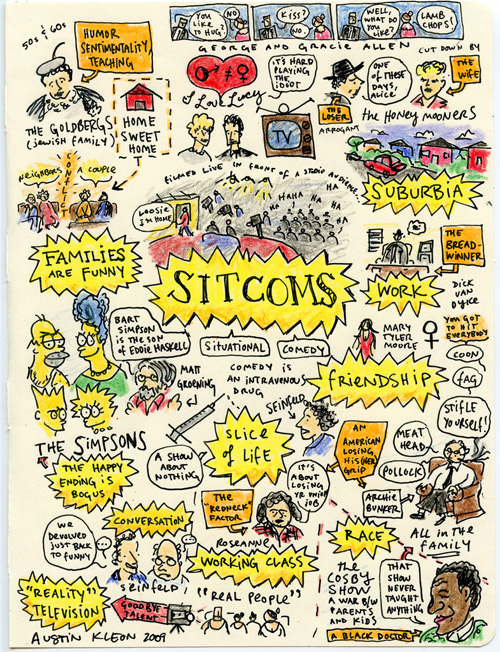 50s & 60s
HUMOR
SENTIMENTALITY,
TEACHING
THE GOLDBERGS
(jewish FAMILY)
HOME
SWEET
HOME
YOU
LIKE
TO HUG?
NO
KISS?
NO.
WELL,
WHAT DO
YOU
LIKE?
LAMB
CHOPS!
GEORGE AND GRACIE ALLEN
♂ ≠ ♀
I Love Lucy
IT'S HARD
PLAYING
THE
IDIOT
TV
CUT DOWN BY
THE
WIFE
ONE
OF THESE
DAYS,
ALICE
THE
LOSER
ARROGANT
the HONEY MOONERS
NEIGHBORS
CONFLICT
A COUPLE
FILMED LIVE IN FRONT OF A STUDIO AUDIENCE...
LOOSIE
I'M HOME
HA
HAHA
HA
HA
HA
HA
SUBURBIA
FAMILIES
ARE FUNNY
SITCOMS
WORK
THE
BREAD-
WINNER
DICK
VAN
DYKE
SITUATIONAL
COMEDY
MARY
TYLER
MOORE
♀
YOU GOT
TO HIT
EVERYBODY
COON
FAG
STIFLE
YOURSELF!
BART
SIMPSON
IS THE SON
OF
EDDIE HASKELL
MATT
GROENING
COMEDY IS
AN INTRAVENOUS
DRUG
FRIENDSHIP
SEINFELD
THE SIMPSONS
THE HAPPY
ENDING IS
BOGUS
A SHOW
ABOUT
NOTHING
SLICE
of LIFE
AN
AMERICAN
LOSING
HIS(HER)
GRIP
MEAT
HEAD
POLLOCK
ARCHIE
BUNKER
ALL in the
FAMILY
IT'S
ABOUT
LOSING
YR UNION
JOB
THE
"REDNECK"
FACTOR
ROSEANNE
WORKING CLASS
WE
DEVOLVED
JUST BACK
TO FUNNY
CONVERSATION
SEINFELD
RACE
the
COSBY
SHOW
A WAR B/W
PARENTS
AND KIDS
THAT
SHOW
NEVER
TAUGHT
ANYTHING
A BLACK DOCTOR
"REALITY"
TELEVISION
GOODBYE
TALENT
"REAL PEOPLE"
AUSTIN KLEON 2009